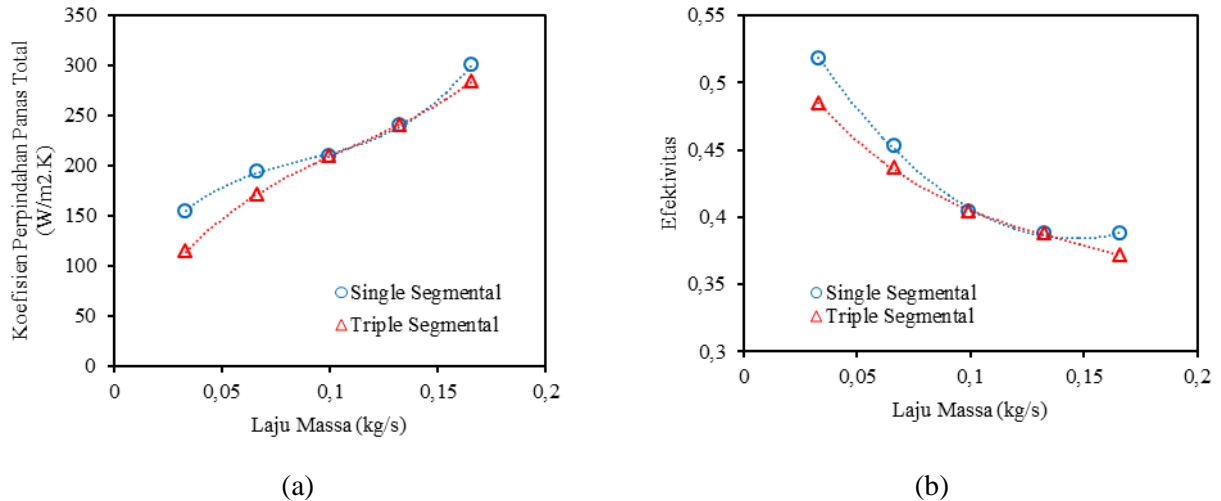 350
300
250
200
150
100
50
0
0
0,05
0,1
0,15
0,2
Koefisien Perpindahan Panas Total
(W/m2.K)
Laju Massa (kg/s)
Single Segmental
Triple Segmental
(a)
0,55
0,5
0,45
0,4
0,35
0,3
0
0,05
0,1
0,15
0,2
Efektivitas
Laju Massa (kg/s)
Single Segmental
Triple Segmental
(b)